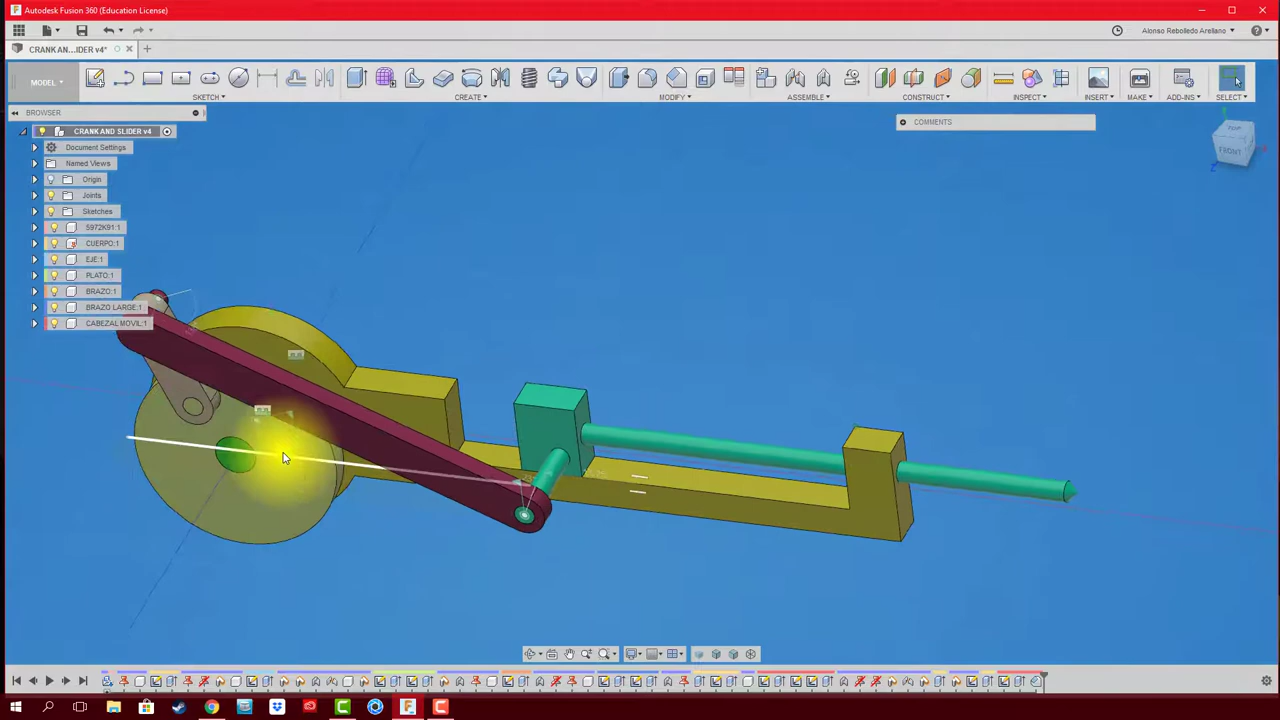 Autodesk Fusion 360 (Education License)
Alonso Rebolledo Arellano
CRANK AN...IDER v4*
MODEL
SKETCH
CREATE
MODIFY
ASSEMBLE
CONSTRUCT
INSPECT
INSERT
MAKE
ADD-INS
SELECT
BROWSER
COMMENTS
CRANK AND SLIDER v4
TOP
FRONT
Document Settings
Named Views
Origin
Joints
Sketches
5972K91:1
CUERPO:1
EJE:1
PLATO:1
BRAZO:1
BRAZO LARGE:1
CABEZAL MOVIL:1